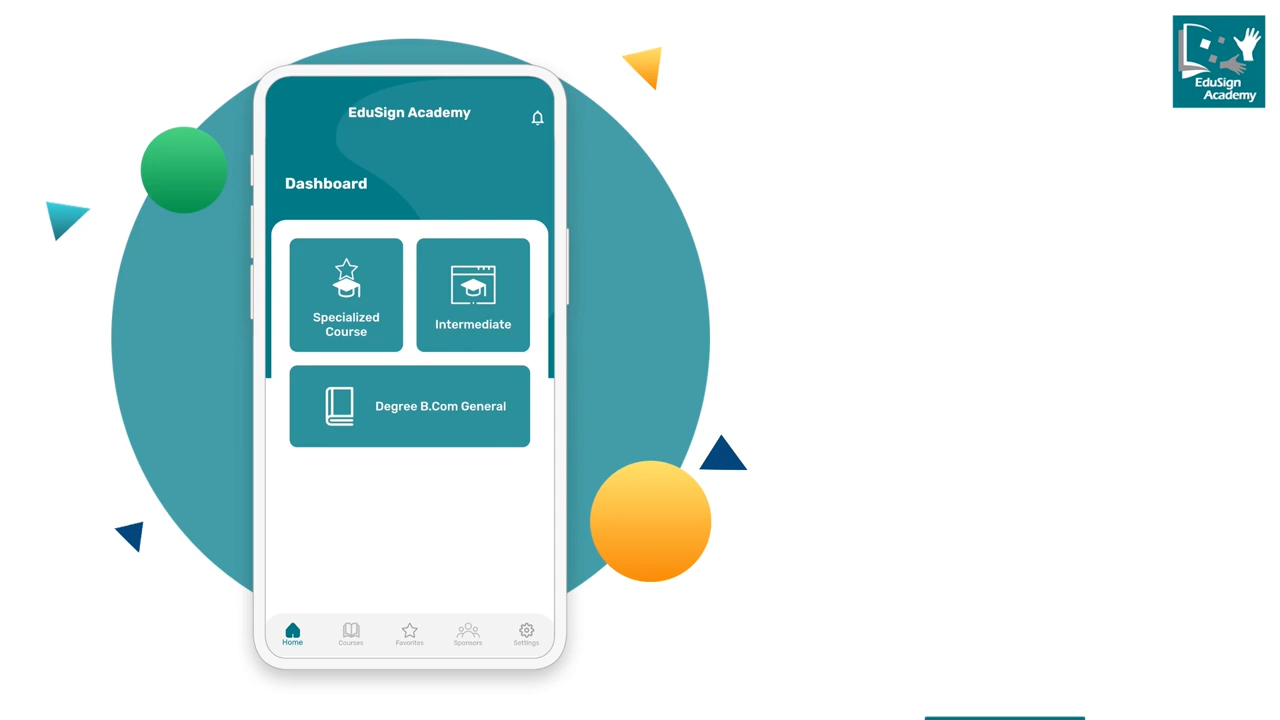 EduSign Academy
Dashboard
Specialized
Course
Intermediate
Degree B.Com General
Home
Courses
Favorites
Sponsors
Settings
EduSign
Academy